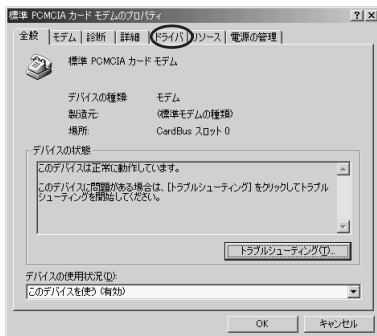 標準 PCMCIA カード モデムのプロパティ
全般 モデム 診断 詳細 ドライバ リソース 電源の管理
標準 PCMCIA カード モデム
デバイスの種類: モデム
製造元: (標準モデムの種類)
場所: CardBus スロット 0
デバイスの状態
このデバイスは正常に動作しています。
このデバイスに問題がある場合は、[トラブルシューティング] をクリックしてトラブル
シューティングを開始してください。
トラブルシューティング(T)...
デバイスの使用状況(D):
このデバイスを使う (有効)
OK キャンセル